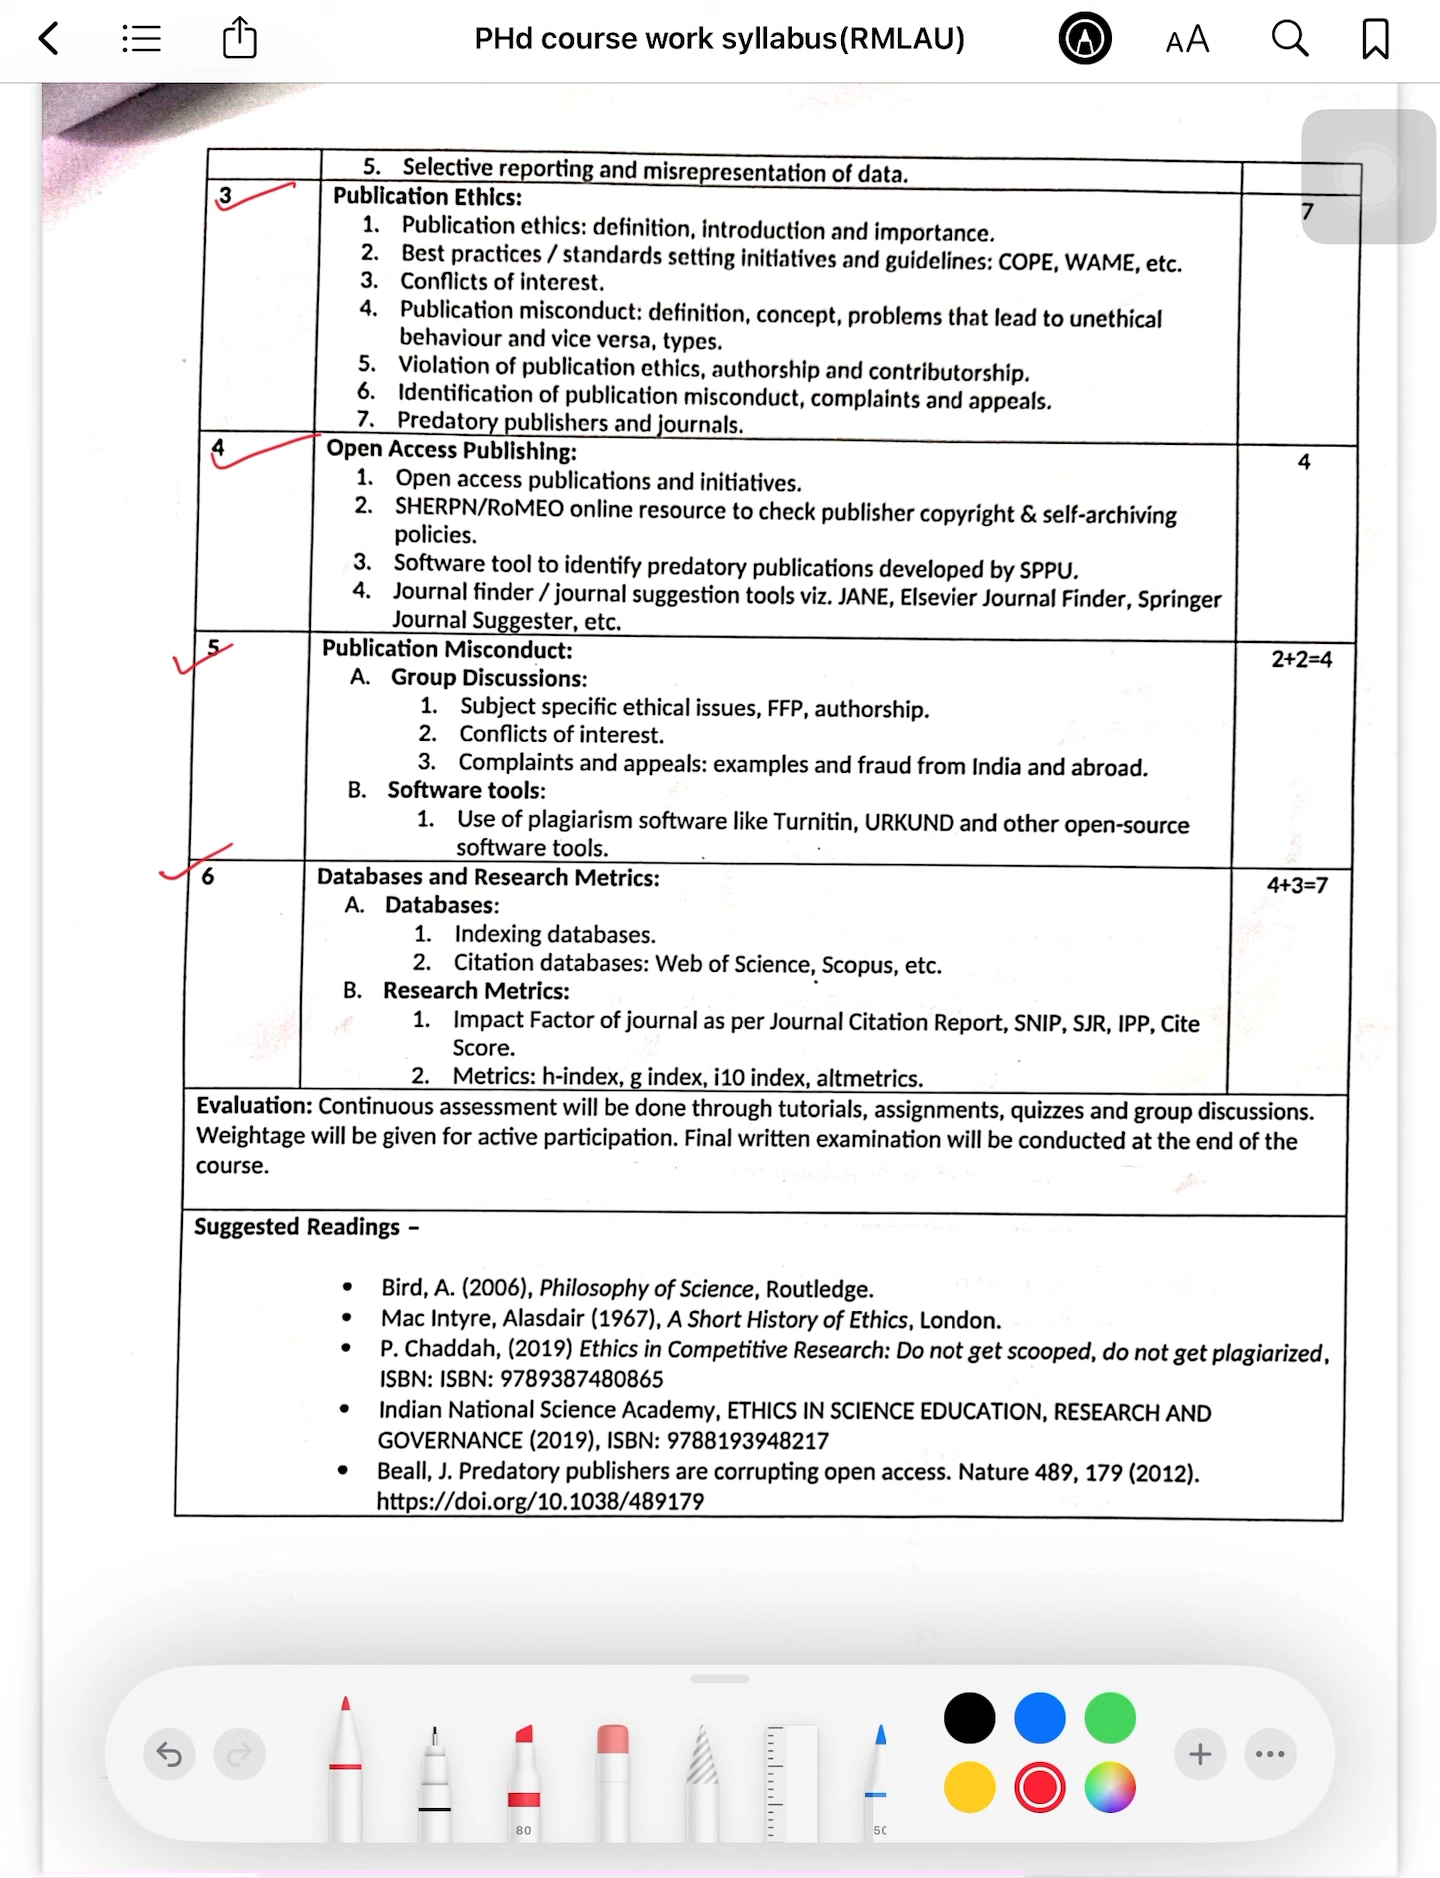 PHd course work syllabus(RMLAU)
AA
5. Selective reporting and misrepresentation of data.
3 Publication Ethics: 7
1. Publication ethics: definition, introduction and importance.
2. Best practices / standards setting initiatives and guidelines: COPE, WAME, etc.
3. Conflicts of interest.
4. Publication misconduct: definition, concept, problems that lead to unethical
behaviour and vice versa, types.
5. Violation of publication ethics, authorship and contributorship.
6. Identification of publication misconduct, complaints and appeals.
7. Predatory publishers and journals.
4 Open Access Publishing: 4
1. Open access publications and initiatives.
2. SHERPN/RoMEO online resource to check publisher copyright & self-archiving
policies.
3. Software tool to identify predatory publications developed by SPPU.
4. Journal finder / journal suggestion tools viz. JANE, Elsevier Journal Finder, Springer
Journal Suggester, etc.
5 Publication Misconduct: 2+2=4
A. Group Discussions:
1. Subject specific ethical issues, FFP, authorship.
2. Conflicts of interest.
3. Complaints and appeals: examples and fraud from India and abroad.
B. Software tools:
1. Use of plagiarism software like Turnitin, URKUND and other open-source
software tools.
6 Databases and Research Metrics: 4+3=7
A. Databases:
1. Indexing databases.
2. Citation databases: Web of Science, Scopus, etc.
B. Research Metrics:
1. Impact Factor of journal as per Journal Citation Report, SNIP, SJR, IPP, Cite
Score.
2. Metrics: h-index, g index, i10 index, altmetrics.
Evaluation: Continuous assessment will be done through tutorials, assignments, quizzes and group discussions.
Weightage will be given for active participation. Final written examination will be conducted at the end of the
course.
Suggested Readings –
• Bird, A. (2006), Philosophy of Science, Routledge.
• Mac Intyre, Alasdair (1967), A Short History of Ethics, London.
• P. Chaddah, (2019) Ethics in Competitive Research: Do not get scooped, do not get plagiarized,
ISBN: ISBN: 9789387480865
• Indian National Science Academy, ETHICS IN SCIENCE EDUCATION, RESEARCH AND
GOVERNANCE (2019), ISBN: 9788193948217
• Beall, J. Predatory publishers are corrupting open access. Nature 489, 179 (2012).
https://doi.org/10.1038/489179
80
50